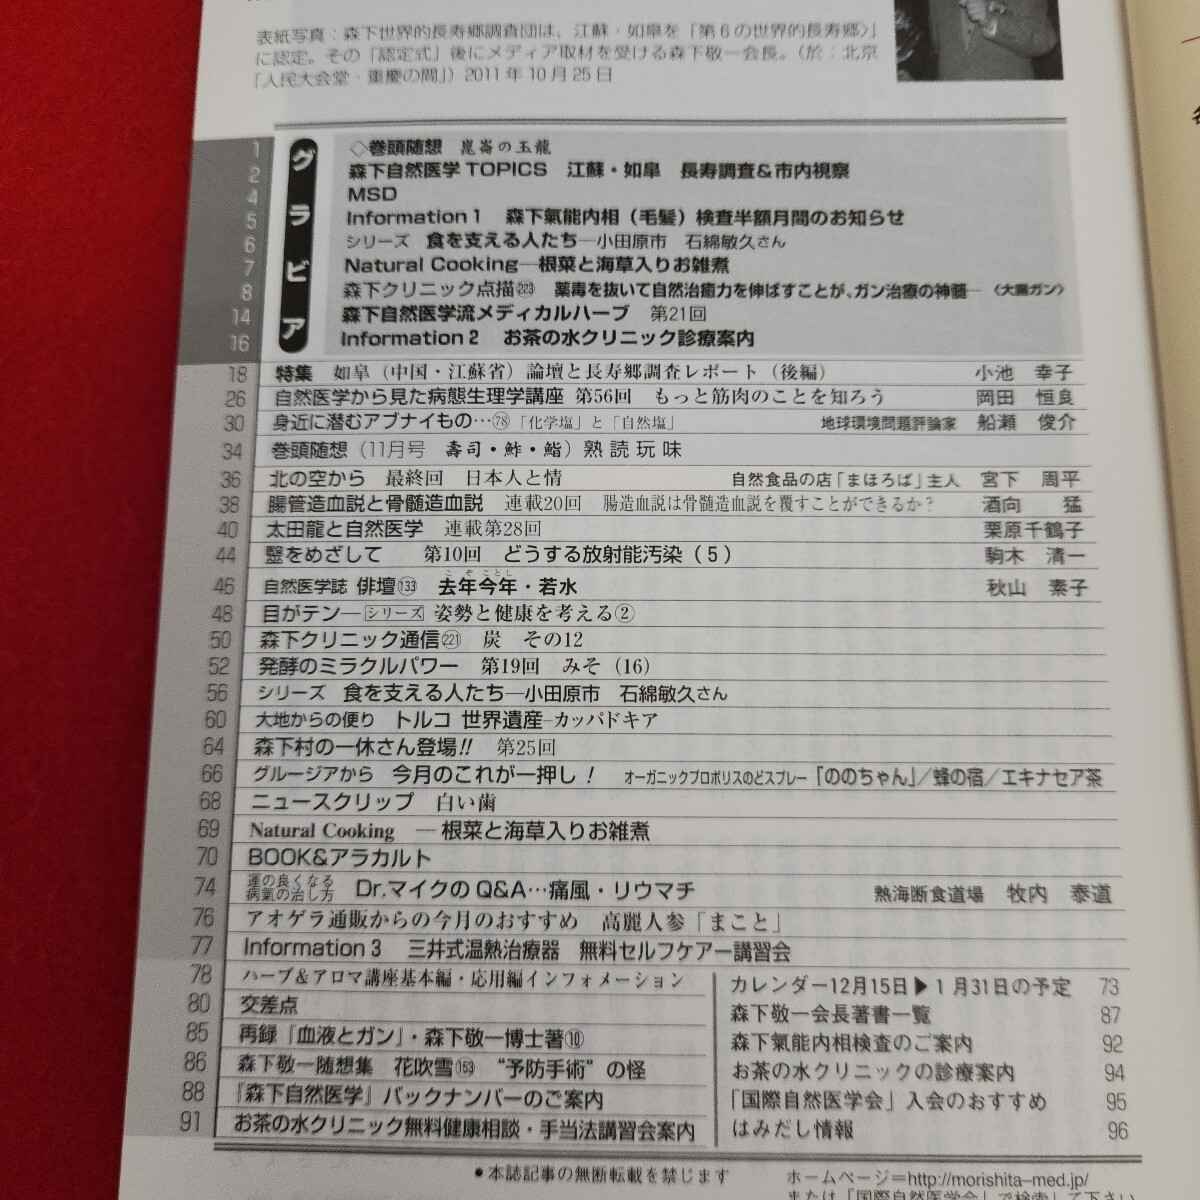 表紙写真：森下世界的長寿郷調査団は、江蘇・如皐を「第6の世界的長寿郷〉」
に認定。その「認定式」後にメディア取材を受ける森下敬一会長。（於：北京
「人民大会堂・重慶の間」）2011年10月25日
グラビア
1 ◇巻頭随想 崑崙の玉龍
2 森下自然医学TOPICS 江蘇・如皐 長寿調査＆市内視察
4 MSD
5 Information 1 森下氣能内相（毛髪）検査半額月間のお知らせ
6 シリーズ 食を支える人たち―小田原市 石綿敏久さん
7 Natural Cooking―根菜と海草入りお雑煮
8 森下クリニック点描223 薬毒を抜いて自然治癒力を伸ばすことが、ガン治療の神髄―〈大腸ガン〉
14 森下自然医学流メディカルハーブ 第21回
16 Information 2 お茶の水クリニック診療案内
18 特集 如皐（中国・江蘇省）論壇と長寿郷調査レポート（後編） 小池 幸子
26 自然医学から見た病態生理学講座 第56回 もっと筋肉のことを知ろう 岡田 恒良
30 身近に潜むアブナイもの…78「化学塩」と「自然塩」 地球環境問題評論家 船瀬 俊介
34 巻頭随想（11月号 壽司・鮓・鮨）熟読玩味
36 北の空から 最終回 日本人と情 自然食品の店「まほろば」主人 宮下 周平
38 腸管造血説と骨髄造血説 連載20回 腸造血説は骨髄造血説を覆すことができるか？ 酒向 猛
40 太田龍と自然医学 連載第28回 栗原千鶴子
44 毉をめざして 第10回 どうする放射能汚染（5） 駒木 清一
46 自然医学誌 俳壇133 去年今年・若水 秋山 素子
こぞことし
48 目がテン―シリーズ 姿勢と健康を考える②
50 森下クリニック通信221 炭 その12
52 発酵のミラクルパワー 第19回 みそ（16）
56 シリーズ 食を支える人たち―小田原市 石綿敏久さん
60 大地からの便り トルコ 世界遺産−カッパドキア
64 森下村の一休さん登場!! 第25回
66 グルージアから 今月のこれが一押し！ オーガニックプロポリスのどスプレー「ののちゃん」／蜂の宿／エキナセア茶
68 ニュースクリップ 白い歯
69 Natural Cooking ―根菜と海草入りお雑煮
70 BOOK&アラカルト
74 運の良くなる病氣の治し方 Dr.マイクのQ&A…痛風・リウマチ 熱海断食道場 牧内 泰道
76 アオゲラ通販からの今月のおすすめ 高麗人参「まこと」
77 Information 3 三井式温熱治療器 無料セルフケアー講習会
78 ハーブ＆アロマ講座基本編・応用編インフォメーション
80 交差点
85 再録『血液とガン』・森下敬一博士著⑩
86 森下敬一随想集 花吹雪153 “予防手術”の怪
88 『森下自然医学』バックナンバーのご案内
91 お茶の水クリニック無料健康相談・手当法講習会案内
カレンダー12月15日▶1月31日の予定 73
森下敬一会長著書一覧 87
森下氣能内相検査のご案内 92
お茶の水クリニックの診療案内 94
「国際自然医学会」入会のおすすめ 95
はみだし情報 96
●本誌記事の無断転載を禁じます
ホームページ＝http://morishita-med.jp/
または「国際自然医学会」で検索して下さい